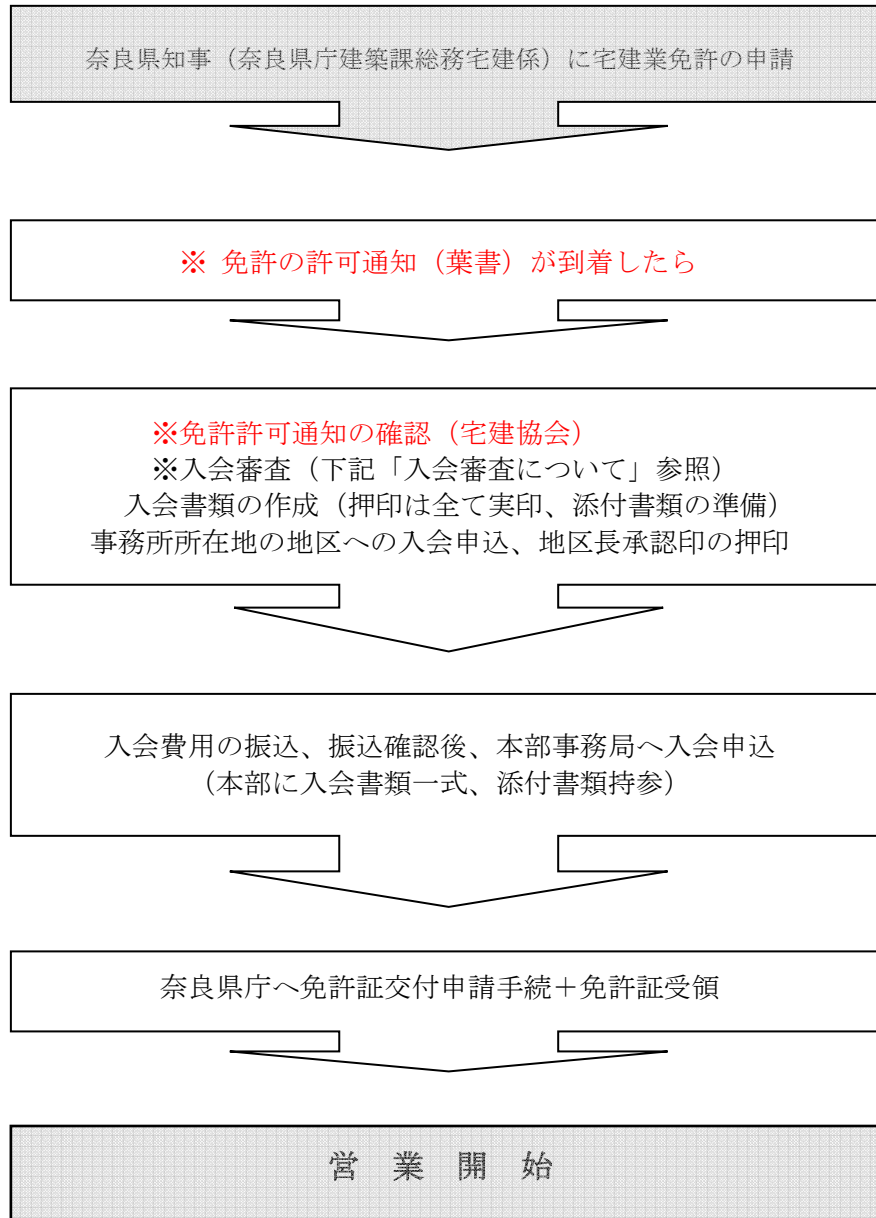 奈良県知事（奈良県庁建築課総務宅建係）に宅建業免許の申請
※ 免許の許可通知（葉書）が到着したら
※免許許可通知の確認（宅建協会）
※入会審査（下記「入会審査について」参照）
入会書類の作成（押印は全て実印、添付書類の準備）
事務所所在地の地区への入会申込、地区長承認印の押印
入会費用の振込、振込確認後、本部事務局へ入会申込
（本部に入会書類一式、添付書類持参）
奈良県庁へ免許証交付申請手続＋免許証受領
営　業　開　始